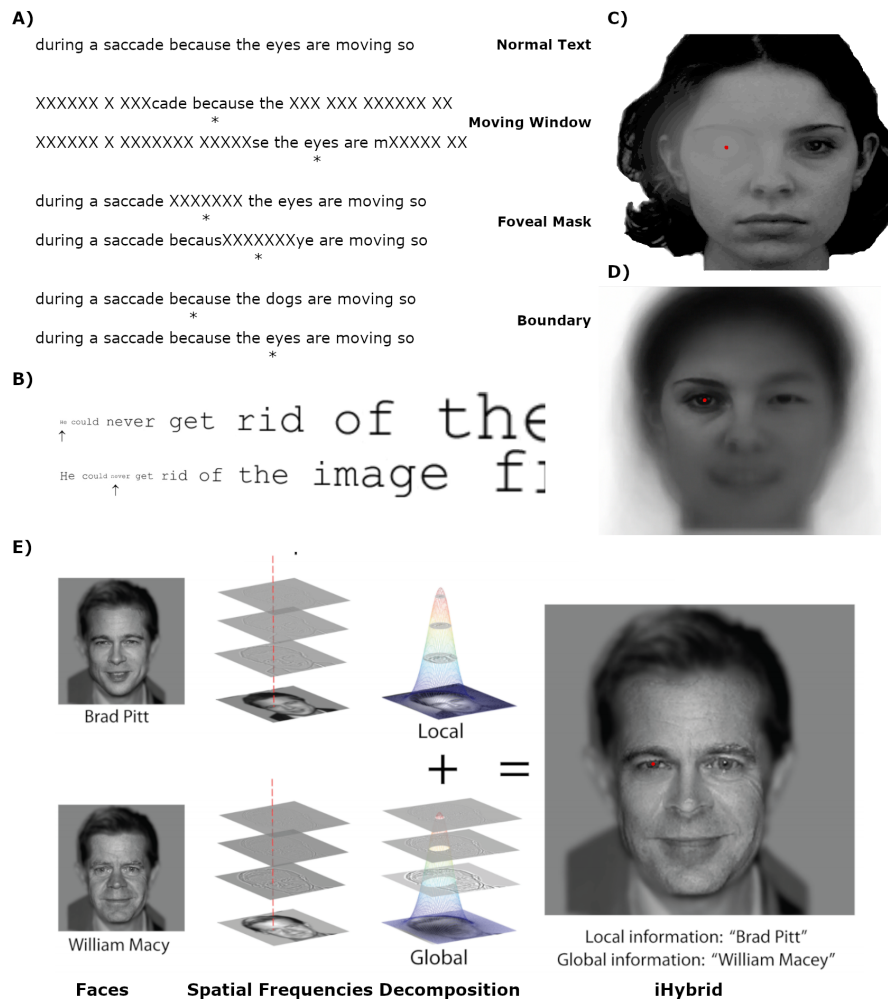 A)
during a saccade because the eyes are moving so
Normal Text
XXXXXX X XXXcade because the XXX XXX XXXXXX XX
*
Moving Window
XXXXXX X XXXXXXX XXXXXse the eyes are mXXXXX XX
*
during a saccade XXXXXXX the eyes are moving so
*
Foveal Mask
during a saccade becausXXXXXXXye are moving so
*
during a saccade because the dogs are moving so
*
Boundary
during a saccade because the eyes are moving so
*
B)
He could never get rid of the
He could never get rid of the image fi
C)
D)
E)
Brad Pitt
Local
+ =
William Macy
Global
Local information: “Brad Pitt”
Global information: “William Macey”
Faces
Spatial Frequencies Decomposition
iHybrid